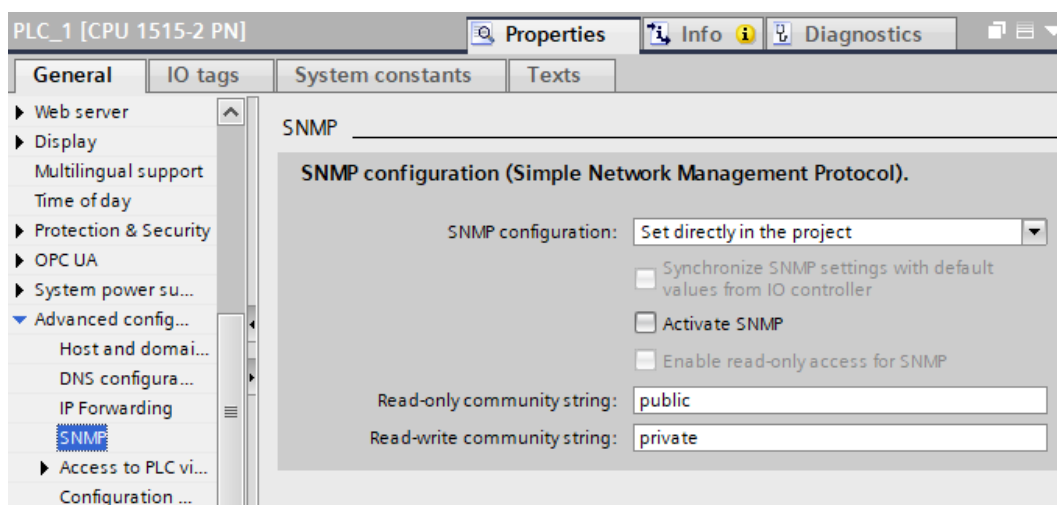 PLC_1 [CPU 1515-2 PN]
Properties
Info
Diagnostics
General
IO tags
System constants
Texts
Web server
Display
Multilingual support
Time of day
Protection & Security
OPC UA
System power su...
Advanced config...
Host and domai...
DNS configura...
IP Forwarding
SNMP
Access to PLC vi...
Configuration ...
SNMP
SNMP configuration (Simple Network Management Protocol).
SNMP configuration: Set directly in the project
Synchronize SNMP settings with default
values from IO controller
Activate SNMP
Enable read-only access for SNMP
Read-only community string: public
Read-write community string: private